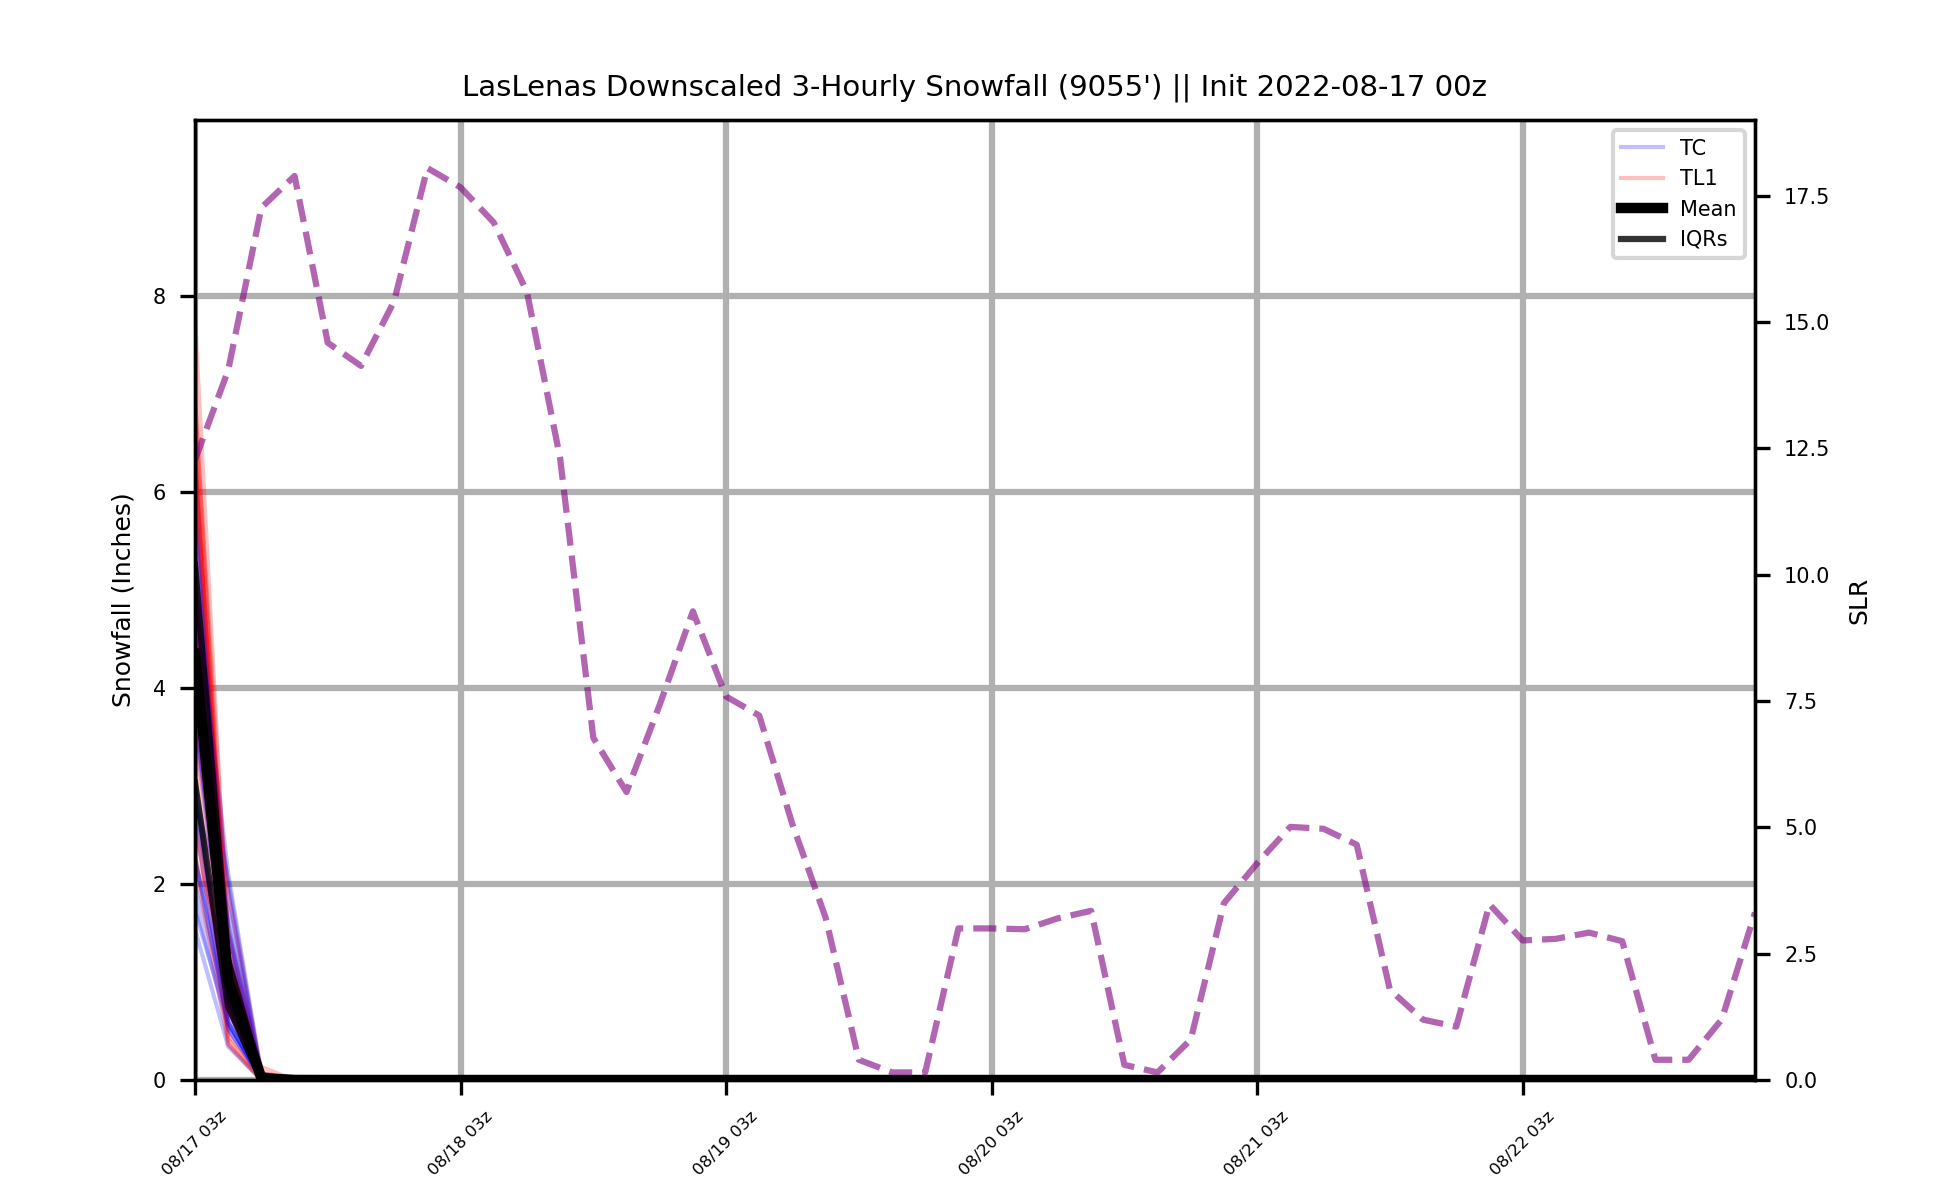 LasLenas Downscaled 3-Hourly Snowfall (9055') || Init 2022-08-17 00z
TC
TL1
Mean
IQRs
Snowfall (Inches)
8
6
4
2
0
SLR
17.5
15.0
12.5
10.0
7.5
5.0
2.5
0.0
08/17 03z
08/18 03z
08/19 03z
08/20 03z
08/21 03z
08/22 03z